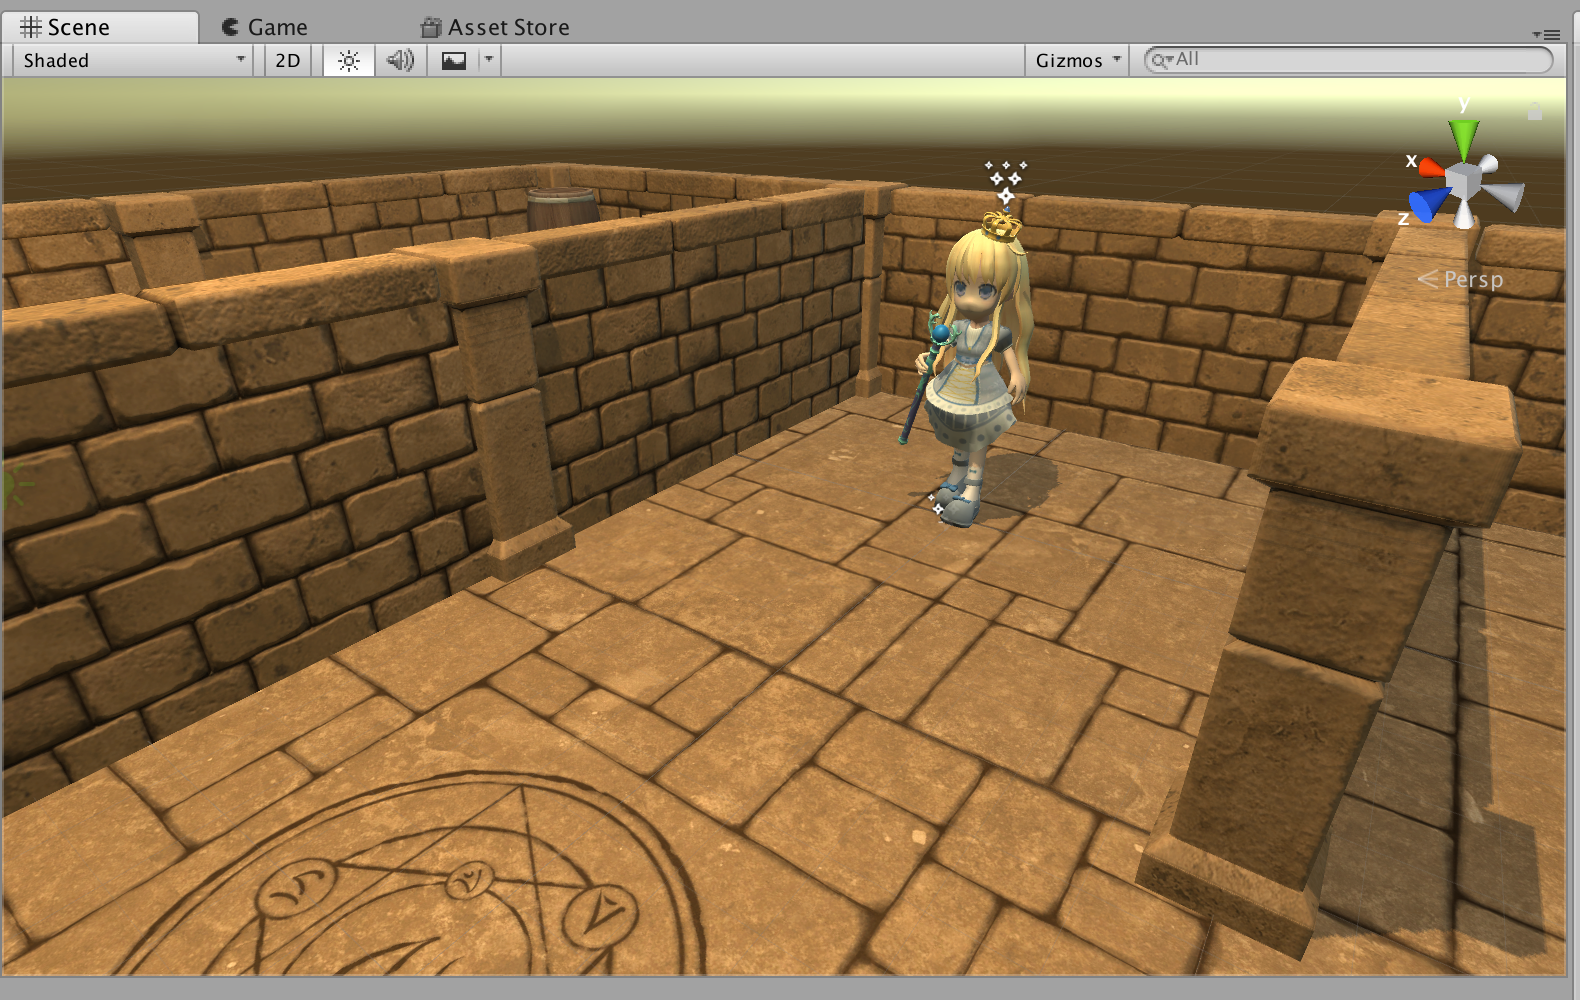 Scene Game Asset Store
Shaded 2D Gizmos All
y
x
z
Persp